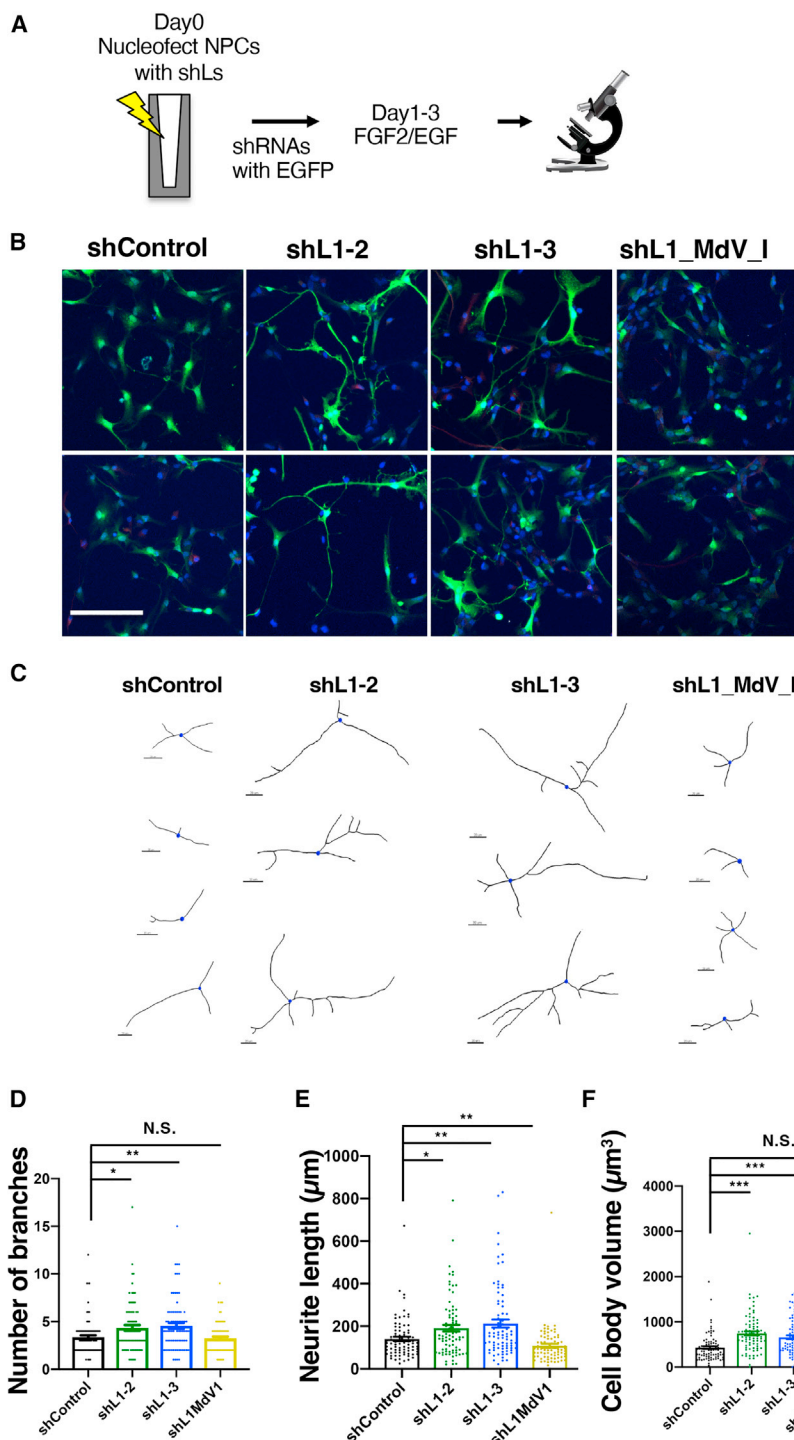 A
Day0
Nucleofect NPCs
with shLs
shRNAs
with EGFP
Day1-3
FGF2/EGF
B
shControl shL1-2 shL1-3 shL1_MdV_I
C
shControl shL1-2 shL1-3 shL1_MdV_I
D
N.S.
**
*
Number of branches
20
15
10
5
0
shControl shL1-2 shL1-3 shL1MdV1
E
**
**
*
Neurite length (µm)
1000
800
600
400
200
0
shControl shL1-2 shL1-3 shL1MdV1
F
N.S.
***
***
Cell body volume (µm³)
4000
3000
2000
1000
0
shControl shL1-2 shL1-3